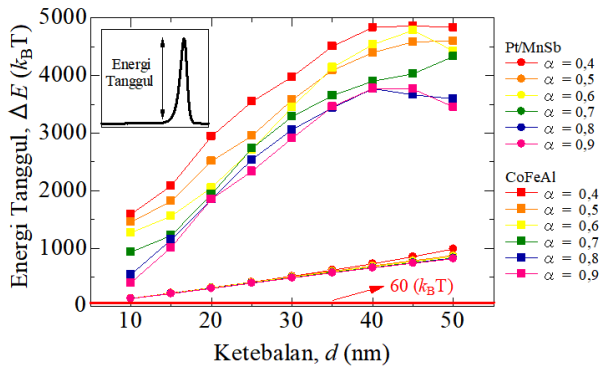 Energi Tanggul, ΔE (kBT)
5000
4000
3000
2000
1000
0
Energi
Tanggul
60 (kBT)
10 20 30 40 50
Ketebalan, d (nm)
Pt/MnSb
α = 0,4
α = 0,5
α = 0,6
α = 0,7
α = 0,8
α = 0,9
CoFeAl
α = 0,4
α = 0,5
α = 0,6
α = 0,7
α = 0,8
α = 0,9